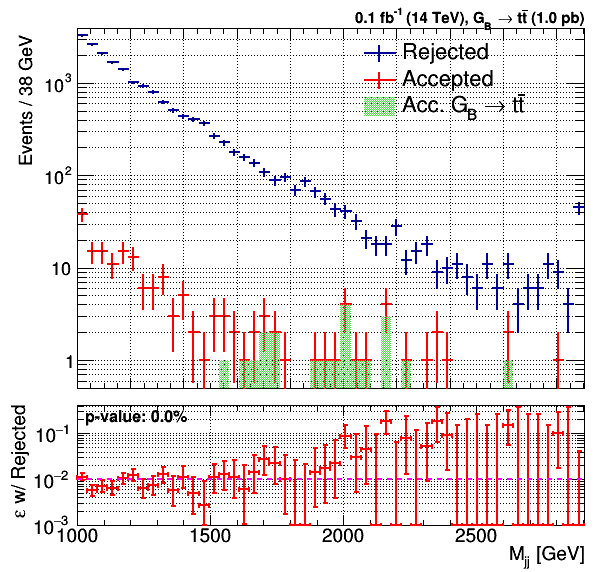 0.1 fb⁻¹ (14 TeV), G_B → tt̄ (1.0 pb)
Events / 38 GeV
10³
10²
10
1
Rejected
Accepted
Acc. G_B → tt̄
p-value: 0.0%
ε w/ Rejected
10⁻¹
10⁻²
10⁻³
1000 1500 2000 2500
M_jj [GeV]